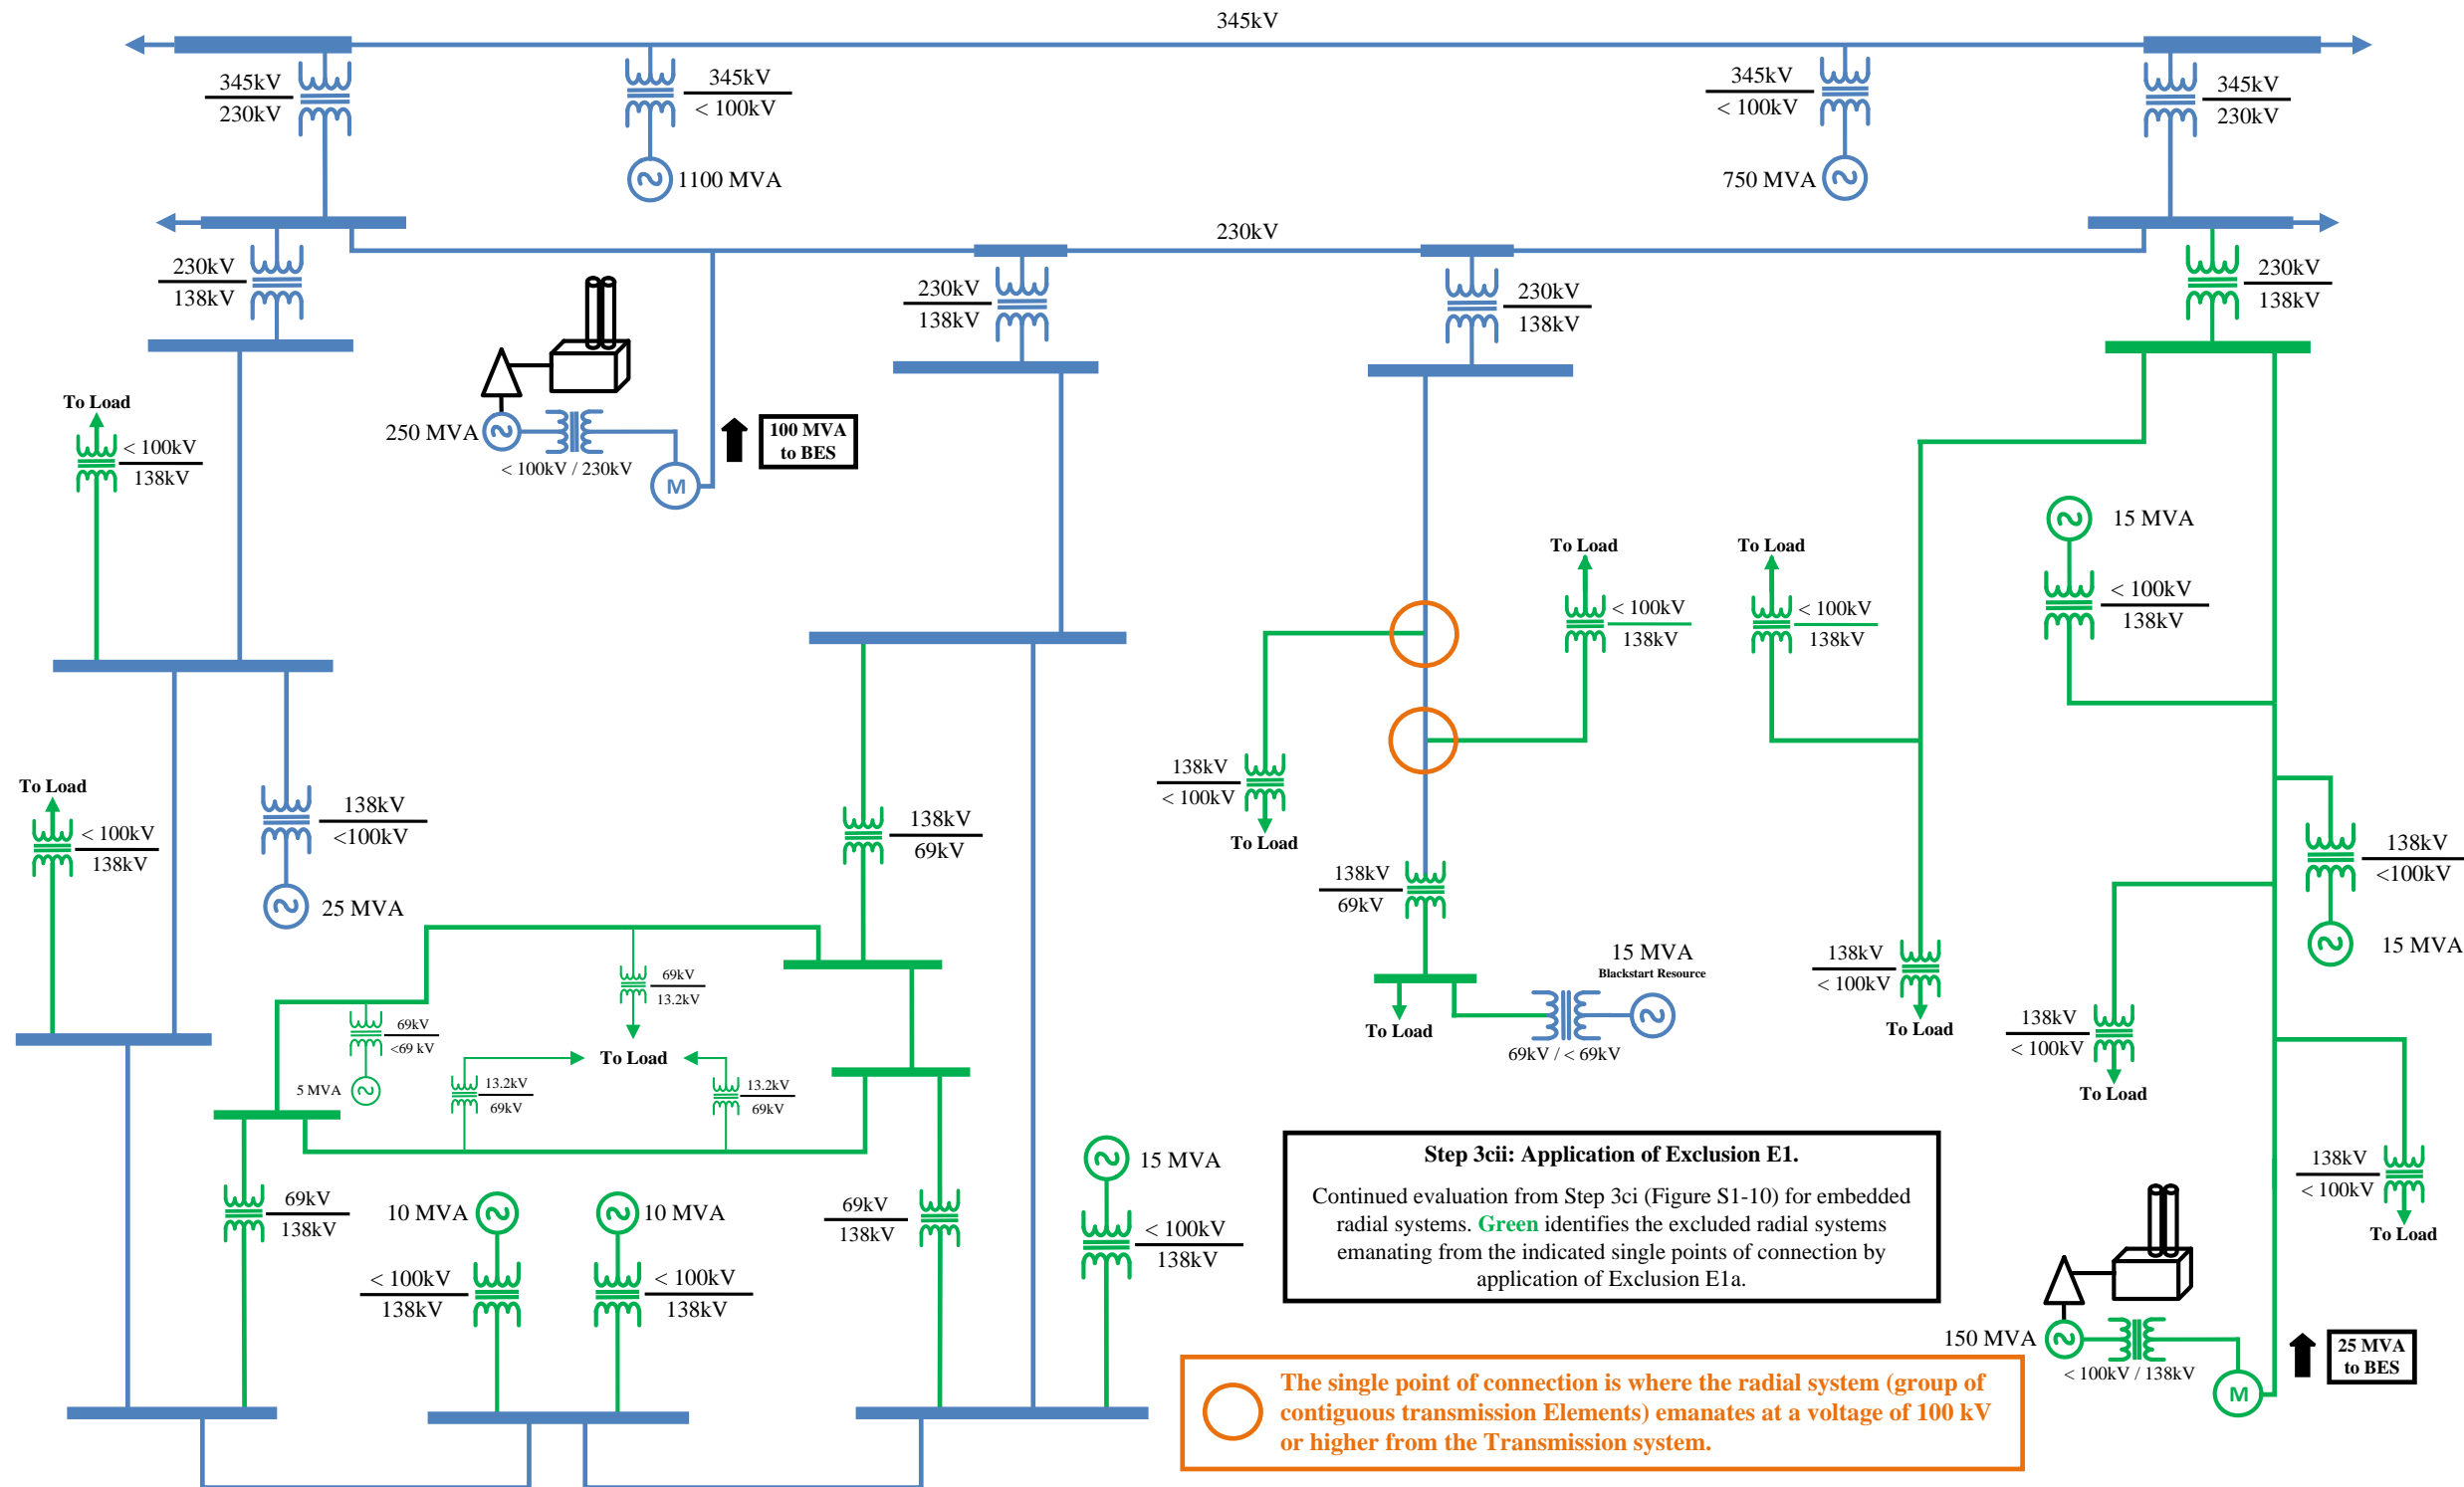 345kV
345kV
230kV
345kV
< 100kV
1100 MVA
345kV
< 100kV
750 MVA
345kV
230kV
230kV
230kV
138kV
230kV
138kV
230kV
138kV
230kV
138kV
250 MVA
< 100kV / 230kV
M
100 MVA
to BES
To Load
< 100kV
138kV
To Load
< 100kV
138kV
To Load
< 100kV
138kV
15 MVA
< 100kV
138kV
To Load
< 100kV
138kV
138kV
<100kV
25 MVA
138kV
69kV
138kV
< 100kV
To Load
138kV
69kV
To Load
15 MVA
Blackstart Resource
69kV / < 69kV
138kV
< 100kV
To Load
138kV
<100kV
15 MVA
138kV
< 100kV
To Load
138kV
< 100kV
To Load
69kV
13.2kV
69kV
<69 kV
5 MVA
To Load
13.2kV
69kV
13.2kV
69kV
69kV
138kV
10 MVA
< 100kV
138kV
10 MVA
< 100kV
138kV
69kV
138kV
15 MVA
< 100kV
138kV
Step 3cii: Application of Exclusion E1.
Continued evaluation from Step 3ci (Figure S1-10) for embedded
radial systems. Green identifies the excluded radial systems
emanating from the indicated single points of connection by
application of Exclusion E1a.
150 MVA
< 100kV / 138kV
M
25 MVA
to BES
The single point of connection is where the radial system (group of
contiguous transmission Elements) emanates at a voltage of 100 kV
or higher from the Transmission system.